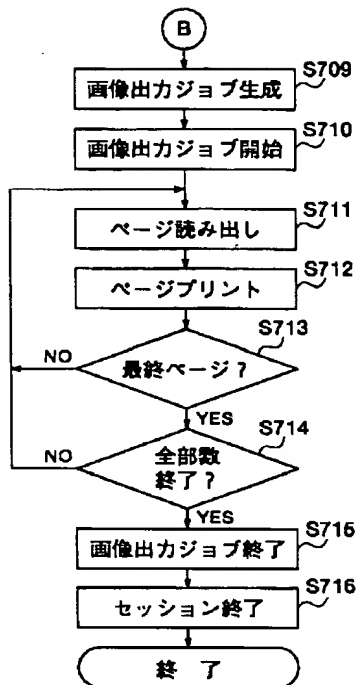 B
画像出力ジョブ生成
S709
画像出力ジョブ開始
S710
ページ読み出し
S711
ページプリント
S712
最終ページ？
S713
NO
YES
全部数
終了？
S714
NO
YES
画像出力ジョブ終了
S715
セッション終了
S716
終 了